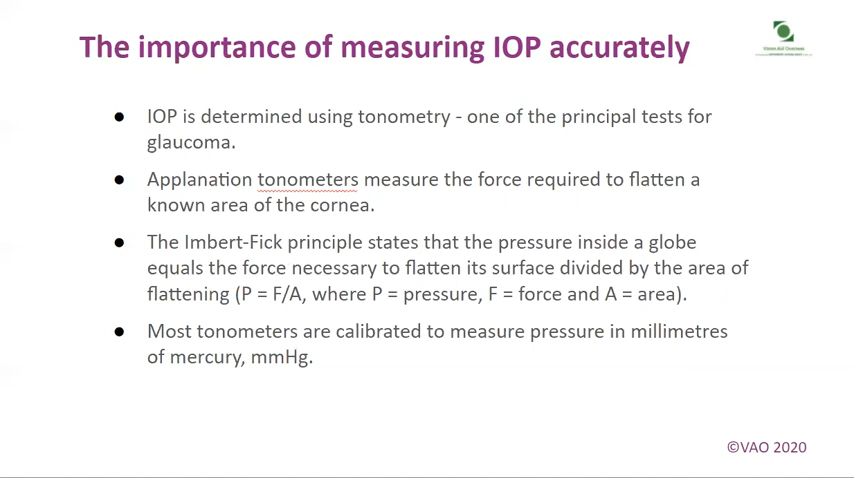 The importance of measuring IOP accurately
Vision Aid Overseas
● IOP is determined using tonometry - one of the principal tests for
glaucoma.
● Applanation tonometers measure the force required to flatten a
known area of the cornea.
● The Imbert-Fick principle states that the pressure inside a globe
equals the force necessary to flatten its surface divided by the area of
flattening (P = F/A, where P = pressure, F = force and A = area).
● Most tonometers are calibrated to measure pressure in millimetres
of mercury, mmHg.
©VAO 2020